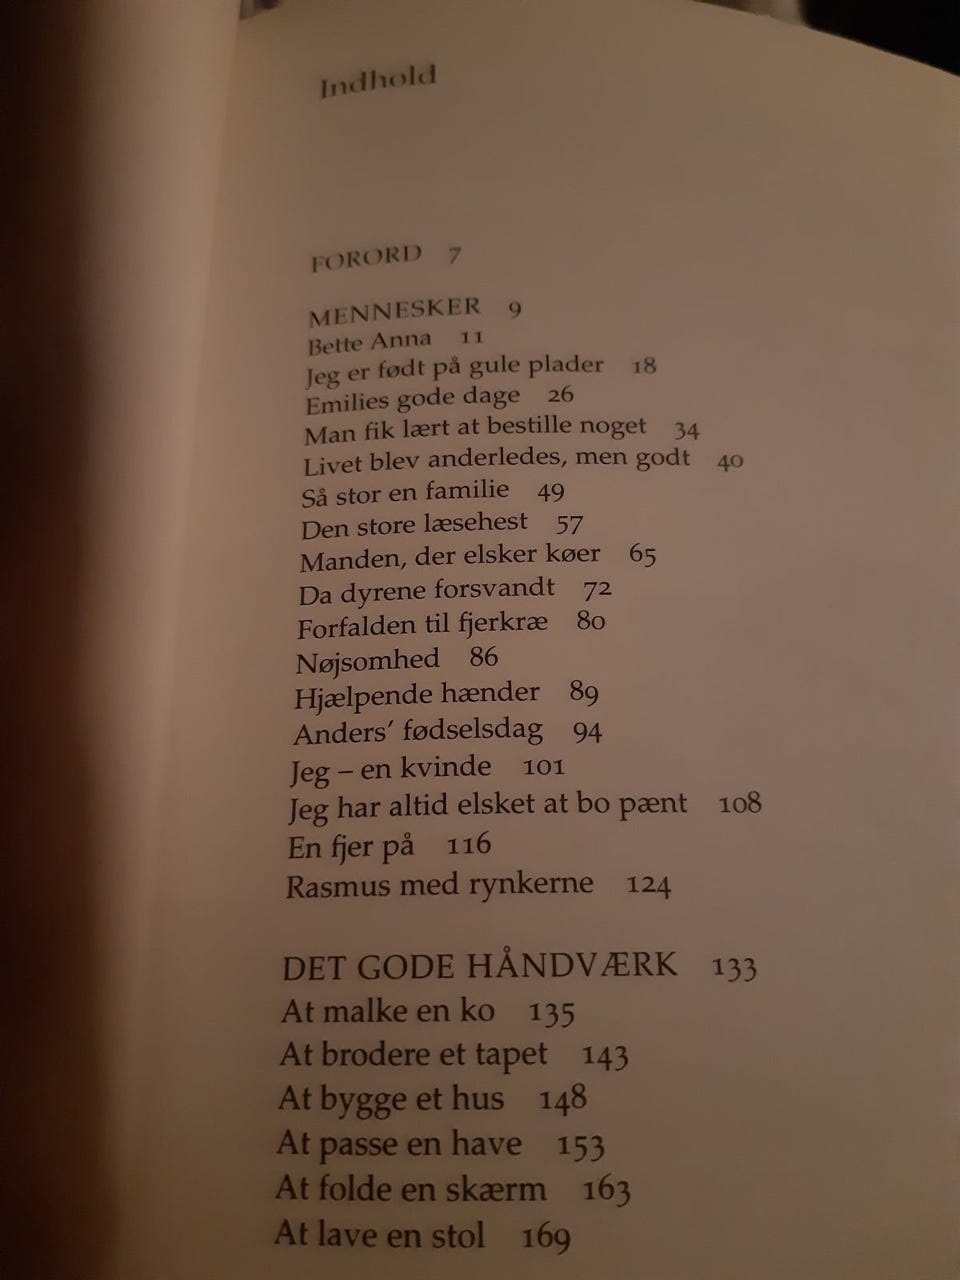 Indhold
FORORD 7
MENNESKER 9
Bette Anna 11
Jeg er født på gule plader 18
Emilies gode dage 26
Man fik lært at bestille noget 34
Livet blev anderledes, men godt 40
Så stor en familie 49
Den store læsehest 57
Manden, der elsker køer 65
Da dyrene forsvandt 72
Forfalden til fjerkræ 80
Nøjsomhed 86
Hjælpende hænder 89
Anders’ fødselsdag 94
Jeg – en kvinde 101
Jeg har altid elsket at bo pænt 108
En fjer på 116
Rasmus med rynkerne 124
DET GODE HÅNDVÆRK 133
At malke en ko 135
At brodere et tapet 143
At bygge et hus 148
At passe en have 153
At folde en skærm 163
At lave en stol 169